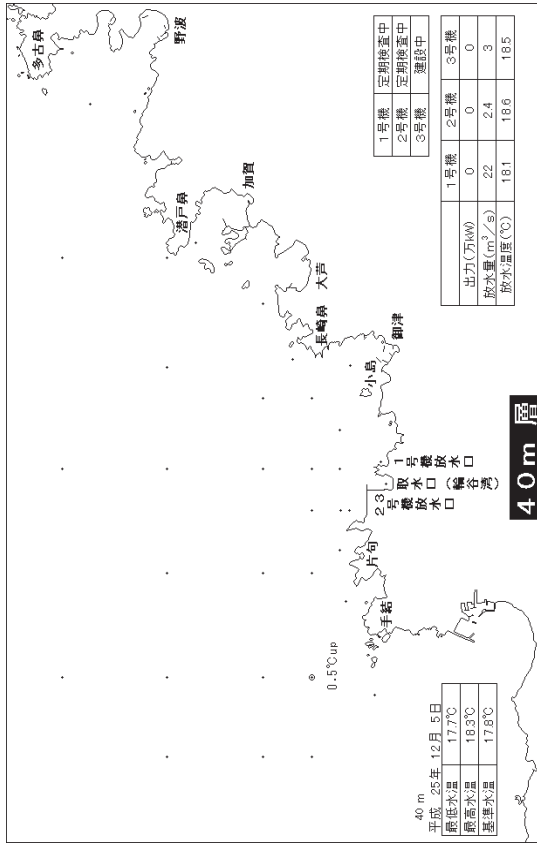 40 m
平成 25年 12月 5日
最低水温 17.7℃
最高水温 18.3℃
基準水温 17.8℃
0.5℃up
手結
片句
2 3号機放水口
取水口（輪谷湾）
1号機放水口
小島
御津
長崎鼻
大芦
加賀
潜戸鼻
野波
多古鼻
40m 層
1号機 定期検査中
2号機 定期検査中
3号機 建設中
1号機 2号機 3号機
出力(万kW) 0 0 0
放水量(m³/s) 22 2.4 3
放水温度(℃) 18.1 18.6 18.5